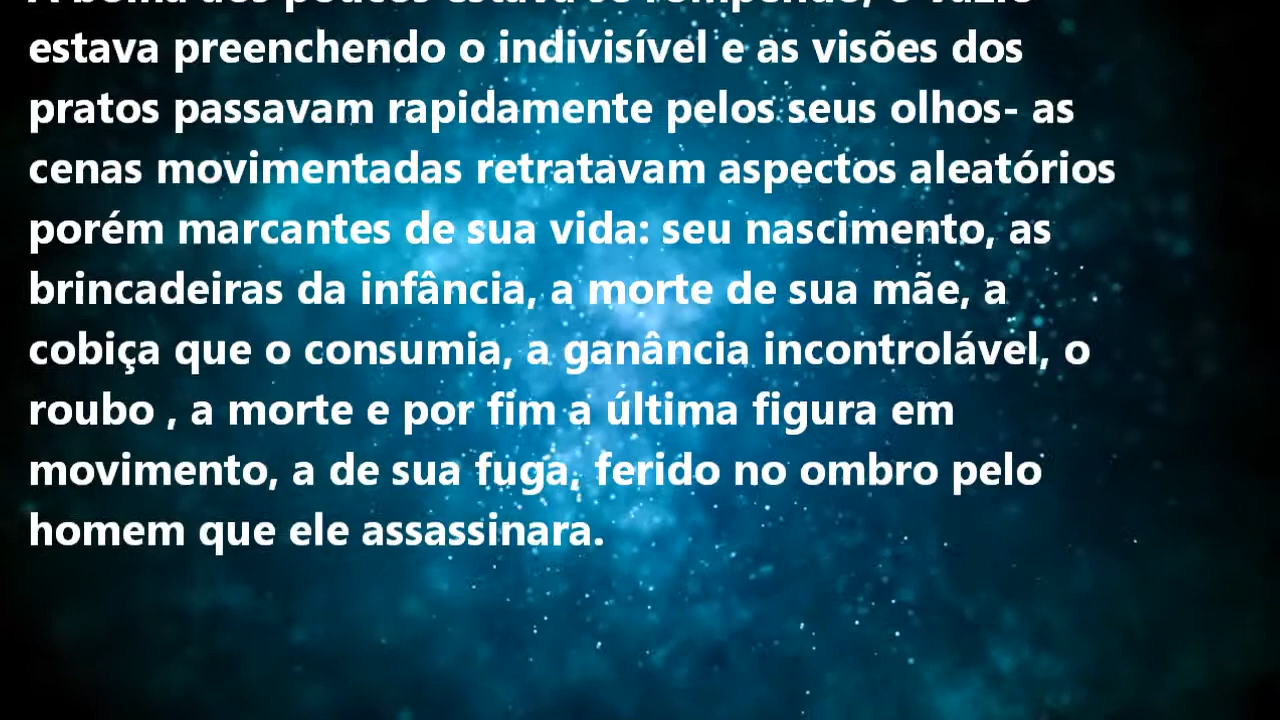 estava preenchendo o indivisível e as visões dos
pratos passavam rapidamente pelos seus olhos- as
cenas movimentadas retratavam aspectos aleatórios
porém marcantes de sua vida: seu nascimento, as
brincadeiras da infância, a morte de sua mãe, a
cobiça que o consumia, a ganância incontrolável, o
roubo , a morte e por fim a última figura em
movimento, a de sua fuga, ferido no ombro pelo
homem que ele assassinara.